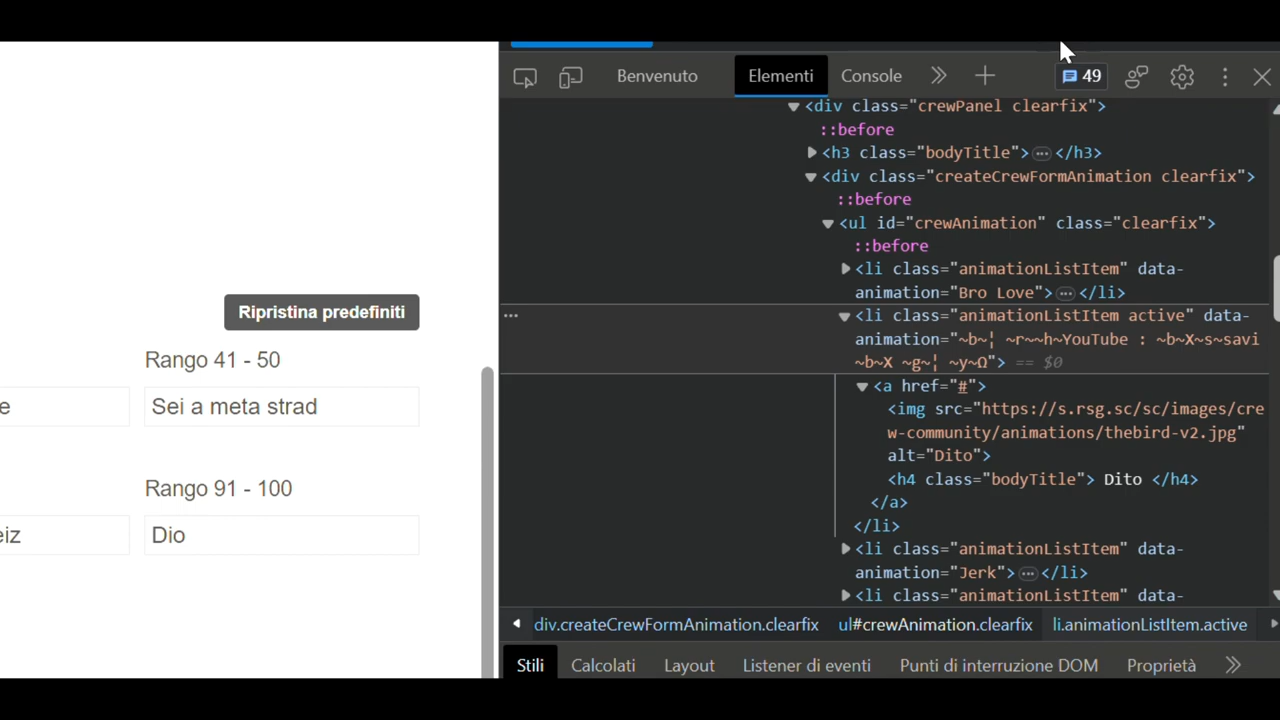 Ripristina predefiniti
Rango 41 - 50
e
Sei a meta strad
Rango 91 - 100
eiz
Dio
Benvenuto
Elementi
Console
49
<div class="crewPanel clearfix">
::before
<h3 class="bodyTitle">…</h3>
<div class="createCrewFormAnimation clearfix">
::before
<ul id="crewAnimation" class="clearfix">
::before
<li class="animationListItem" data-
animation="Bro Love">…</li>
<li class="animationListItem active" data-
animation="~b~¦ ~r~~h~YouTube : ~b~X~s~savi
~b~X ~g~¦ ~y~Ω"> == $0
<a href="#">
<img src="https://s.rsg.sc/sc/images/cre
w-community/animations/thebird-v2.jpg"
alt="Dito">
<h4 class="bodyTitle"> Dito </h4>
</a>
</li>
<li class="animationListItem" data-
animation="Jerk">…</li>
<li class="animationListItem" data-
div.createCrewFormAnimation.clearfix
ul#crewAnimation.clearfix
li.animationListItem.active
Stili
Calcolati
Layout
Listener di eventi
Punti di interruzione DOM
Proprietà